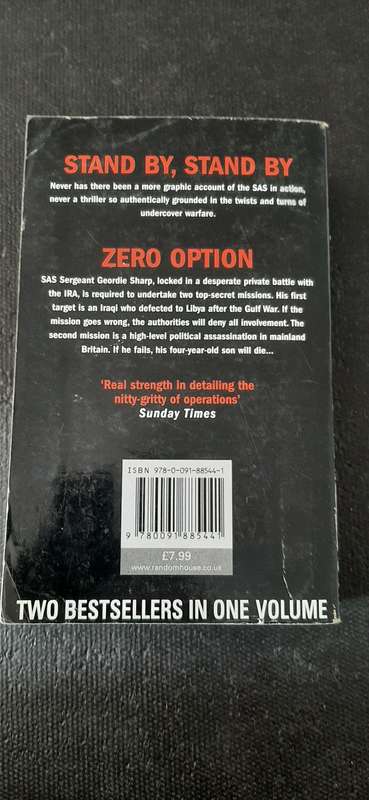 STAND BY, STAND BY
Never has there been a more graphic account of the SAS in action,
never a thriller so authentically grounded in the twists and turns of
undercover warfare.
ZERO OPTION
SAS Sergeant Geordie Sharp, locked in a desperate private battle with
the IRA, is required to undertake two top-secret missions. His first
target is an Iraqi who defected to Libya after the Gulf War. If the
mission goes wrong, the authorities will deny all involvement. The
second mission is a high-level political assassination in mainland
Britain. If he fails, his four-year-old son will die...
'Real strength in detailing the
nitty-gritty of operations'
Sunday Times
ISBN 978-0-091-88544-1
9 780091 885441
£7.99
www.randomhouse.co.uk
TWO BESTSELLERS IN ONE VOLUME